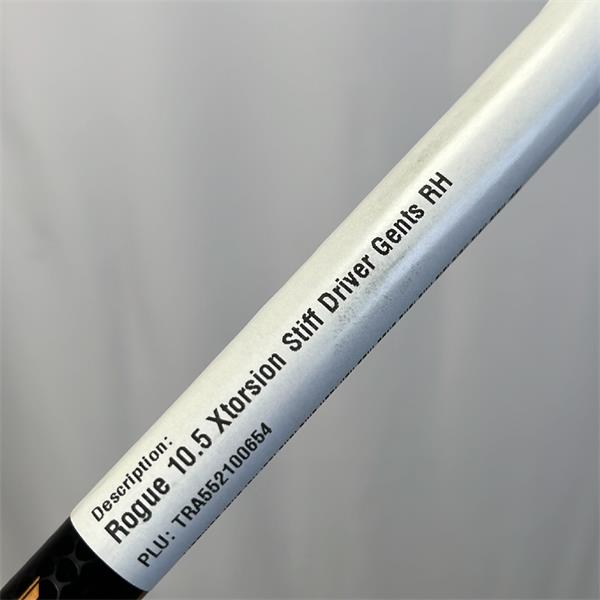 Description:
Rogue 10.5 Xtorsion Stiff Driver Gents RH
PLU: TRA552100654